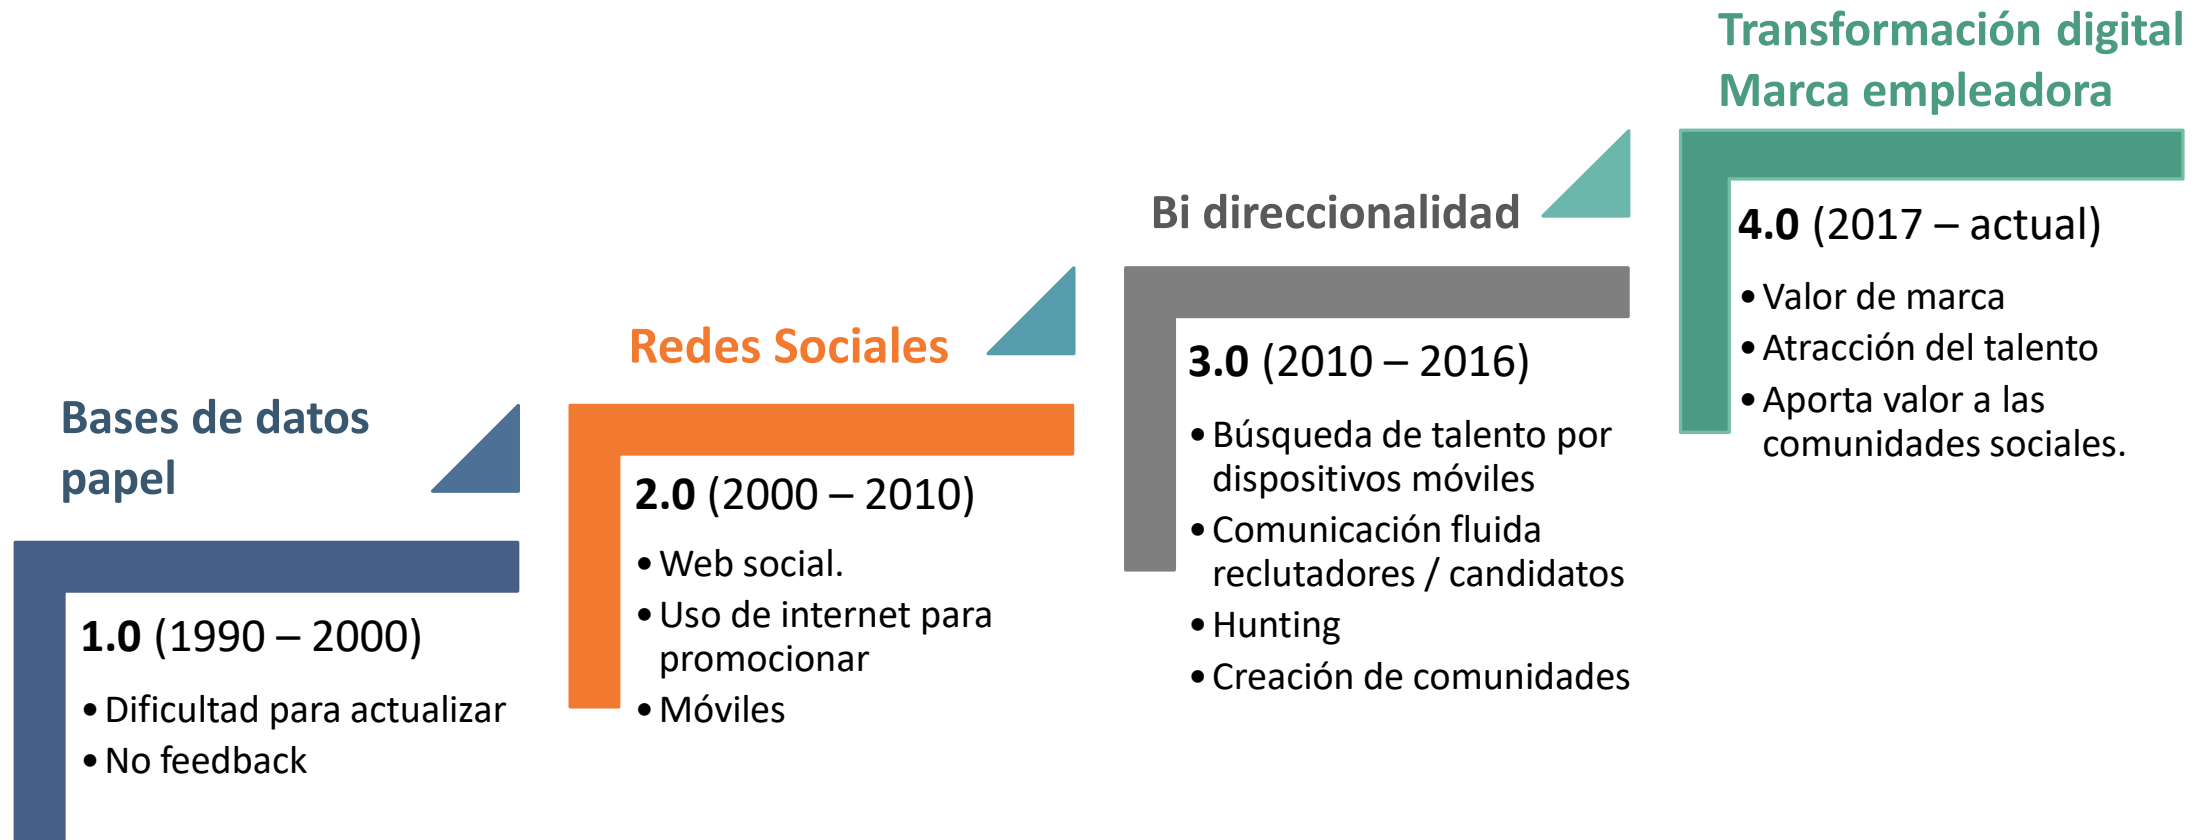 Bases de datos
papel
1.0 (1990 – 2000)
•Dificultad para actualizar
•No feedback
Redes Sociales
2.0 (2000 – 2010)
•Web social.
•Uso de internet para
promocionar
•Móviles
Bi direccionalidad
3.0 (2010 – 2016)
•Búsqueda de talento por
dispositivos móviles
•Comunicación fluida
reclutadores / candidatos
•Hunting
•Creación de comunidades
Transformación digital
Marca empleadora
4.0 (2017 – actual)
•Valor de marca
•Atracción del talento
•Aporta valor a las
comunidades sociales.